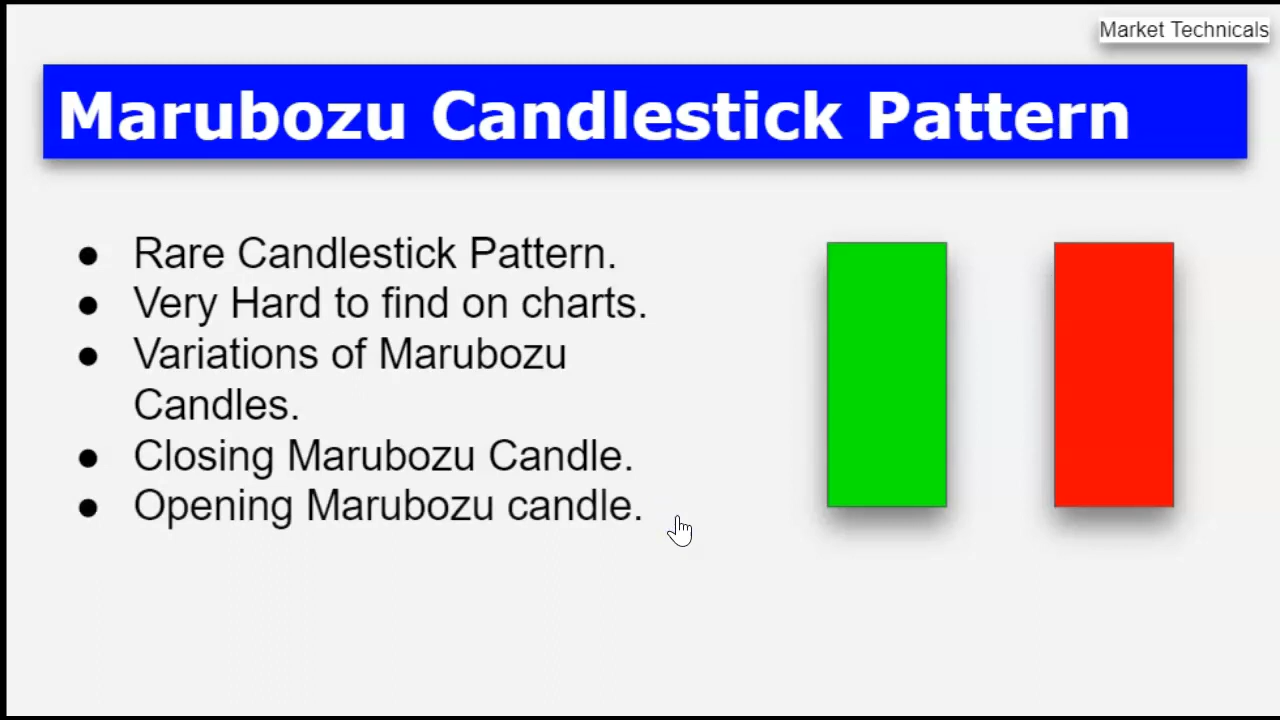 Market Technicals
Marubozu Candlestick Pattern
● Rare Candlestick Pattern.
● Very Hard to find on charts.
● Variations of Marubozu
Candles.
● Closing Marubozu Candle.
● Opening Marubozu candle.